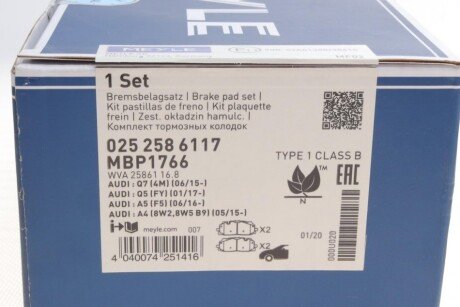 MEYLE
1 Set
Bremsbelagsatz | Brake pad set |
Kit pastillas de freno | Kit plaquette
frein | Zest. okładzin hamulc. |
Комплект тормозных колодок
025 258 6117
MBP1766
WVA 25861 16.8
AUDI : Q7 (4M) (06/15-)
AUDI : Q5 (FY) (01/17-)
AUDI : A5 (F5) (06/16-)
AUDI : A4 (8W2,8W5 B9) (05/15-)
meyle.com
007
X2
X2
4 040074 251416
TYPE 1 CLASS B
TM
N
EAC
01/20
000U020